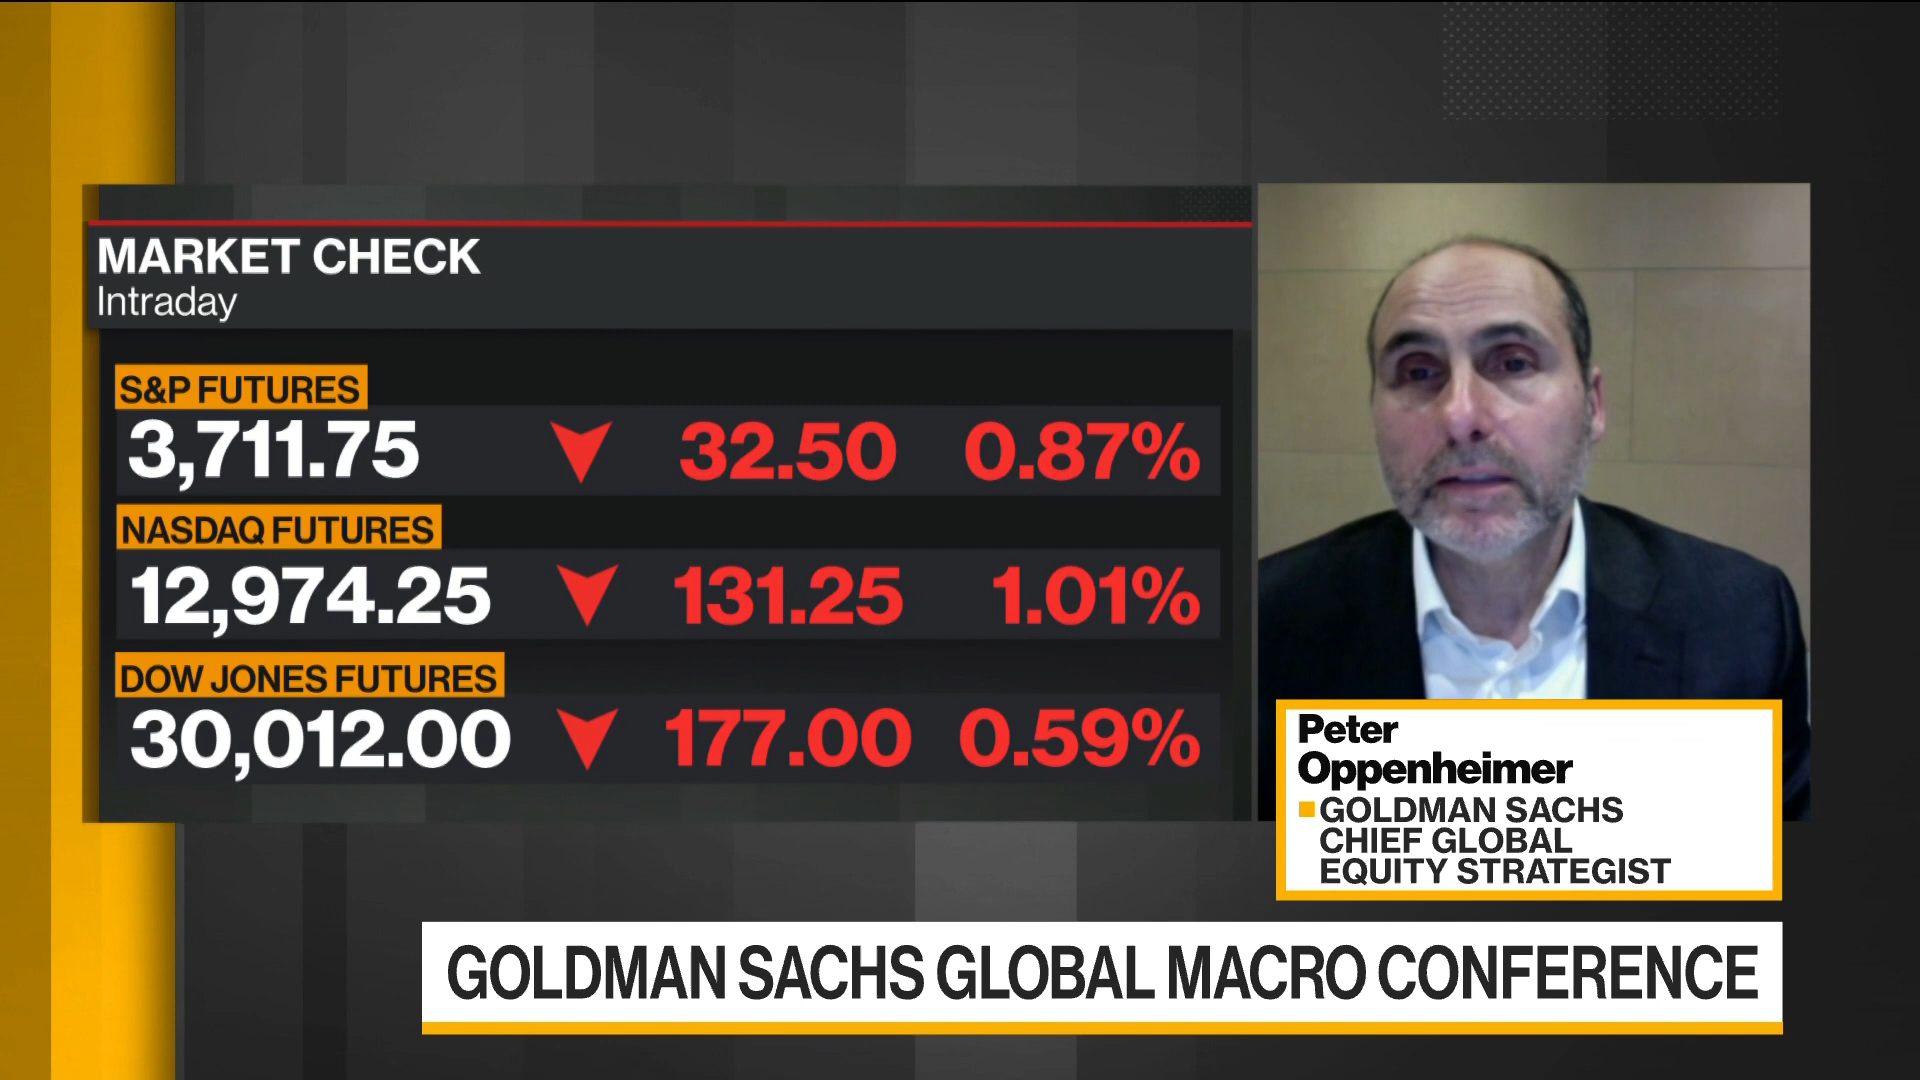 MARKET CHECK
Intraday
S&P FUTURES
3,711.75 32.50 0.87%
NASDAQ FUTURES
12,974.25 131.25 1.01%
DOW JONES FUTURES
30,012.00 177.00 0.59%
Peter
Oppenheimer
GOLDMAN SACHS
CHIEF GLOBAL
EQUITY STRATEGIST
GOLDMAN SACHS GLOBAL MACRO CONFERENCE